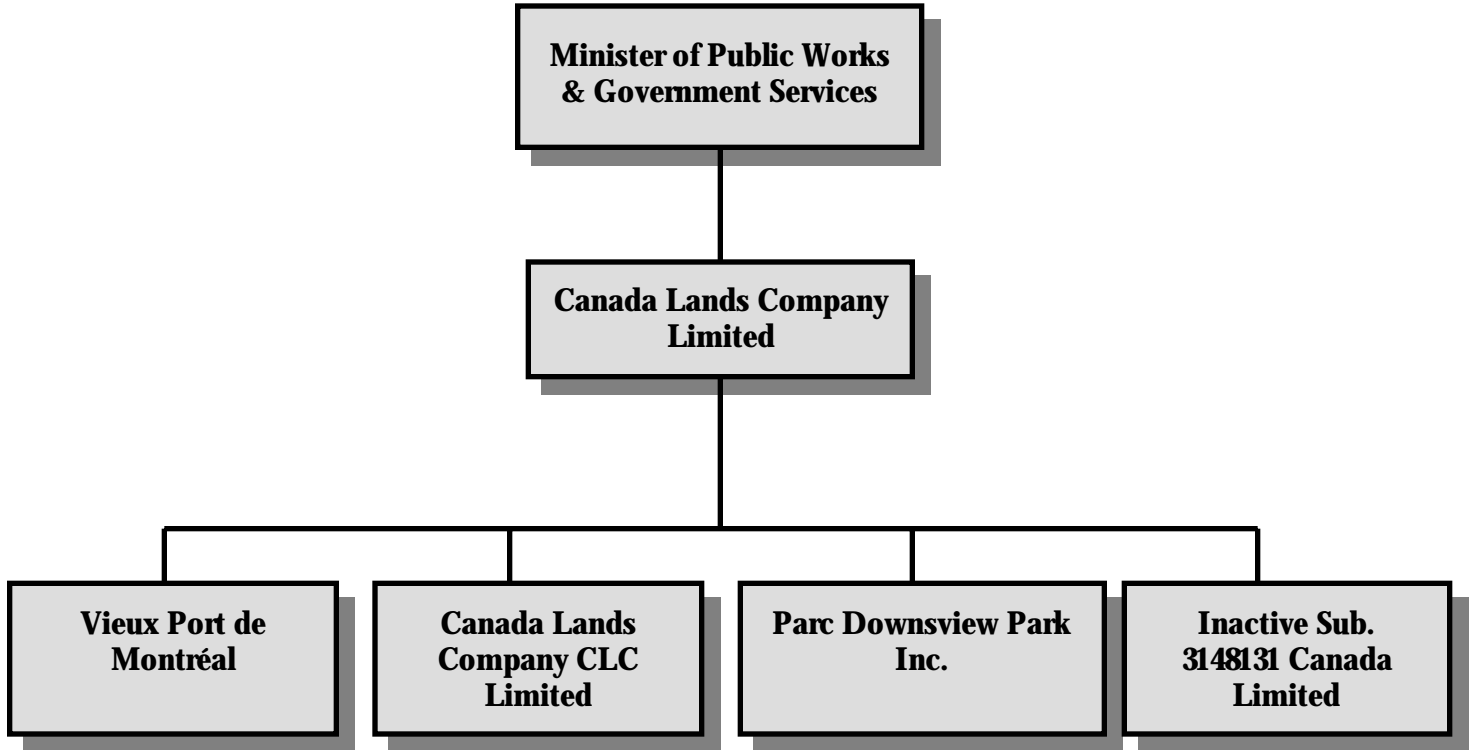 Minister of Public Works
& Government Services
Canada Lands Company
Limited
Vieux Port de
Montréal
Canada Lands
Company CLC
Limited
Parc Downsview Park
Inc.
Inactive Sub.
3148131 Canada
Limited